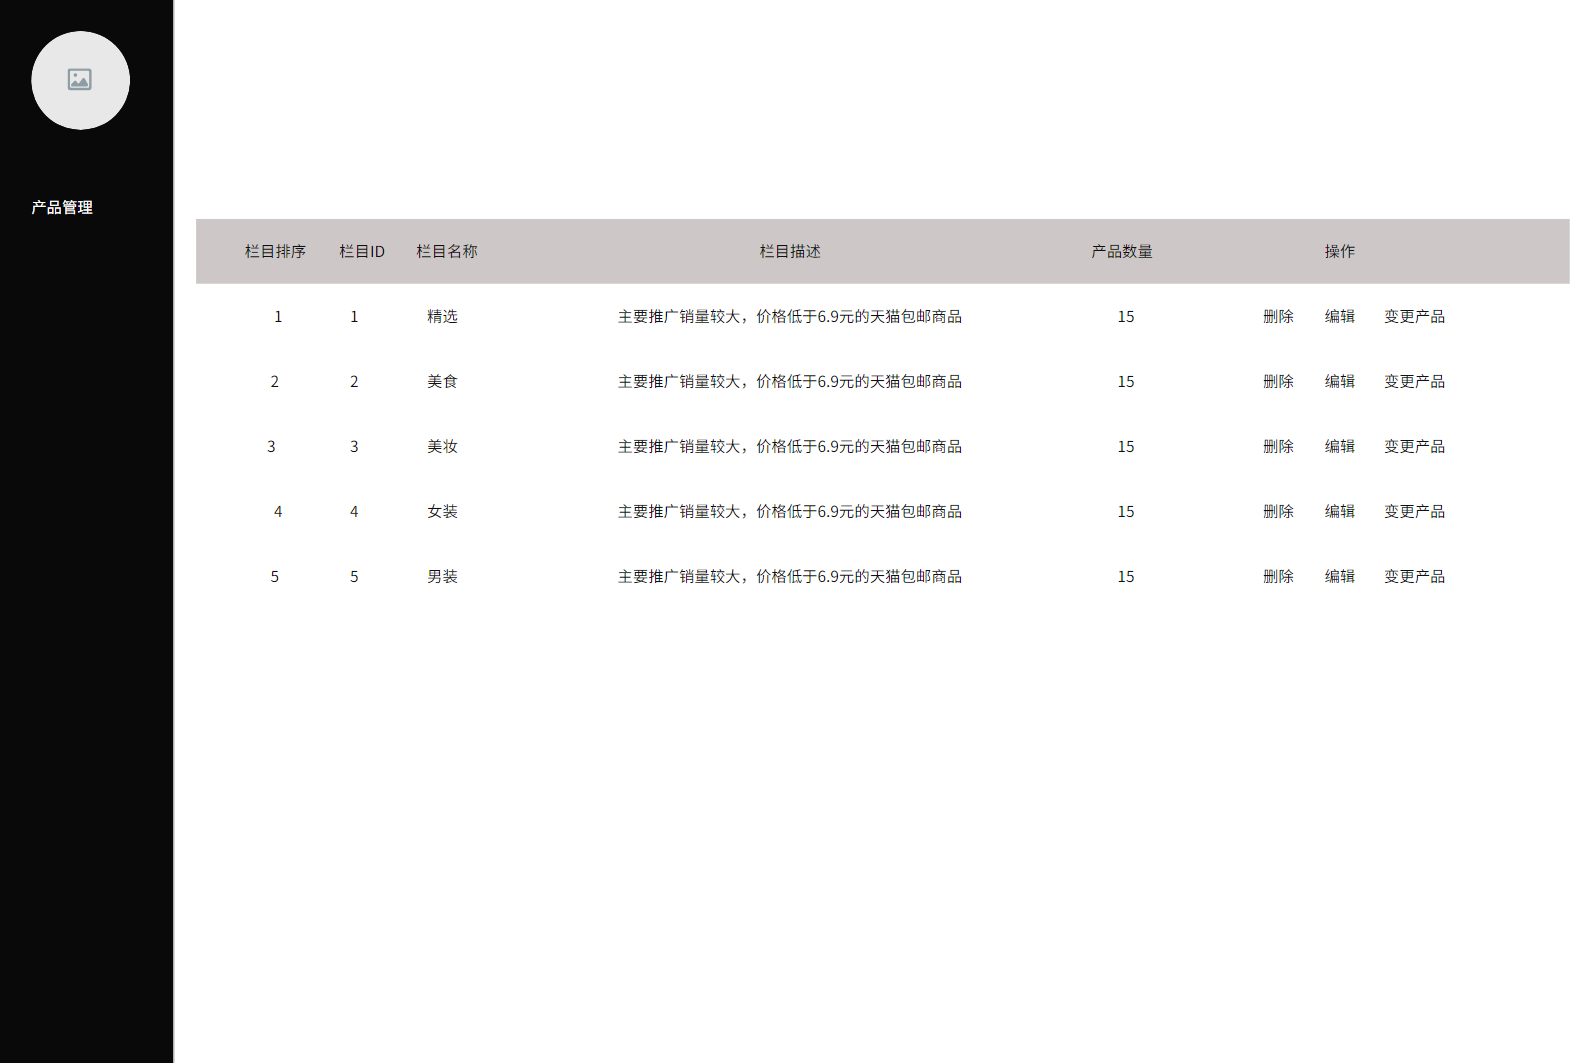 产品管理
栏目排序 栏目ID 栏目名称 栏目描述 产品数量 操作
1 1 精选 主要推广销量较大，价格低于6.9元的天猫包邮商品 15 删除 编辑 变更产品
2 2 美食 主要推广销量较大，价格低于6.9元的天猫包邮商品 15 删除 编辑 变更产品
3 3 美妆 主要推广销量较大，价格低于6.9元的天猫包邮商品 15 删除 编辑 变更产品
4 4 女装 主要推广销量较大，价格低于6.9元的天猫包邮商品 15 删除 编辑 变更产品
5 5 男装 主要推广销量较大，价格低于6.9元的天猫包邮商品 15 删除 编辑 变更产品